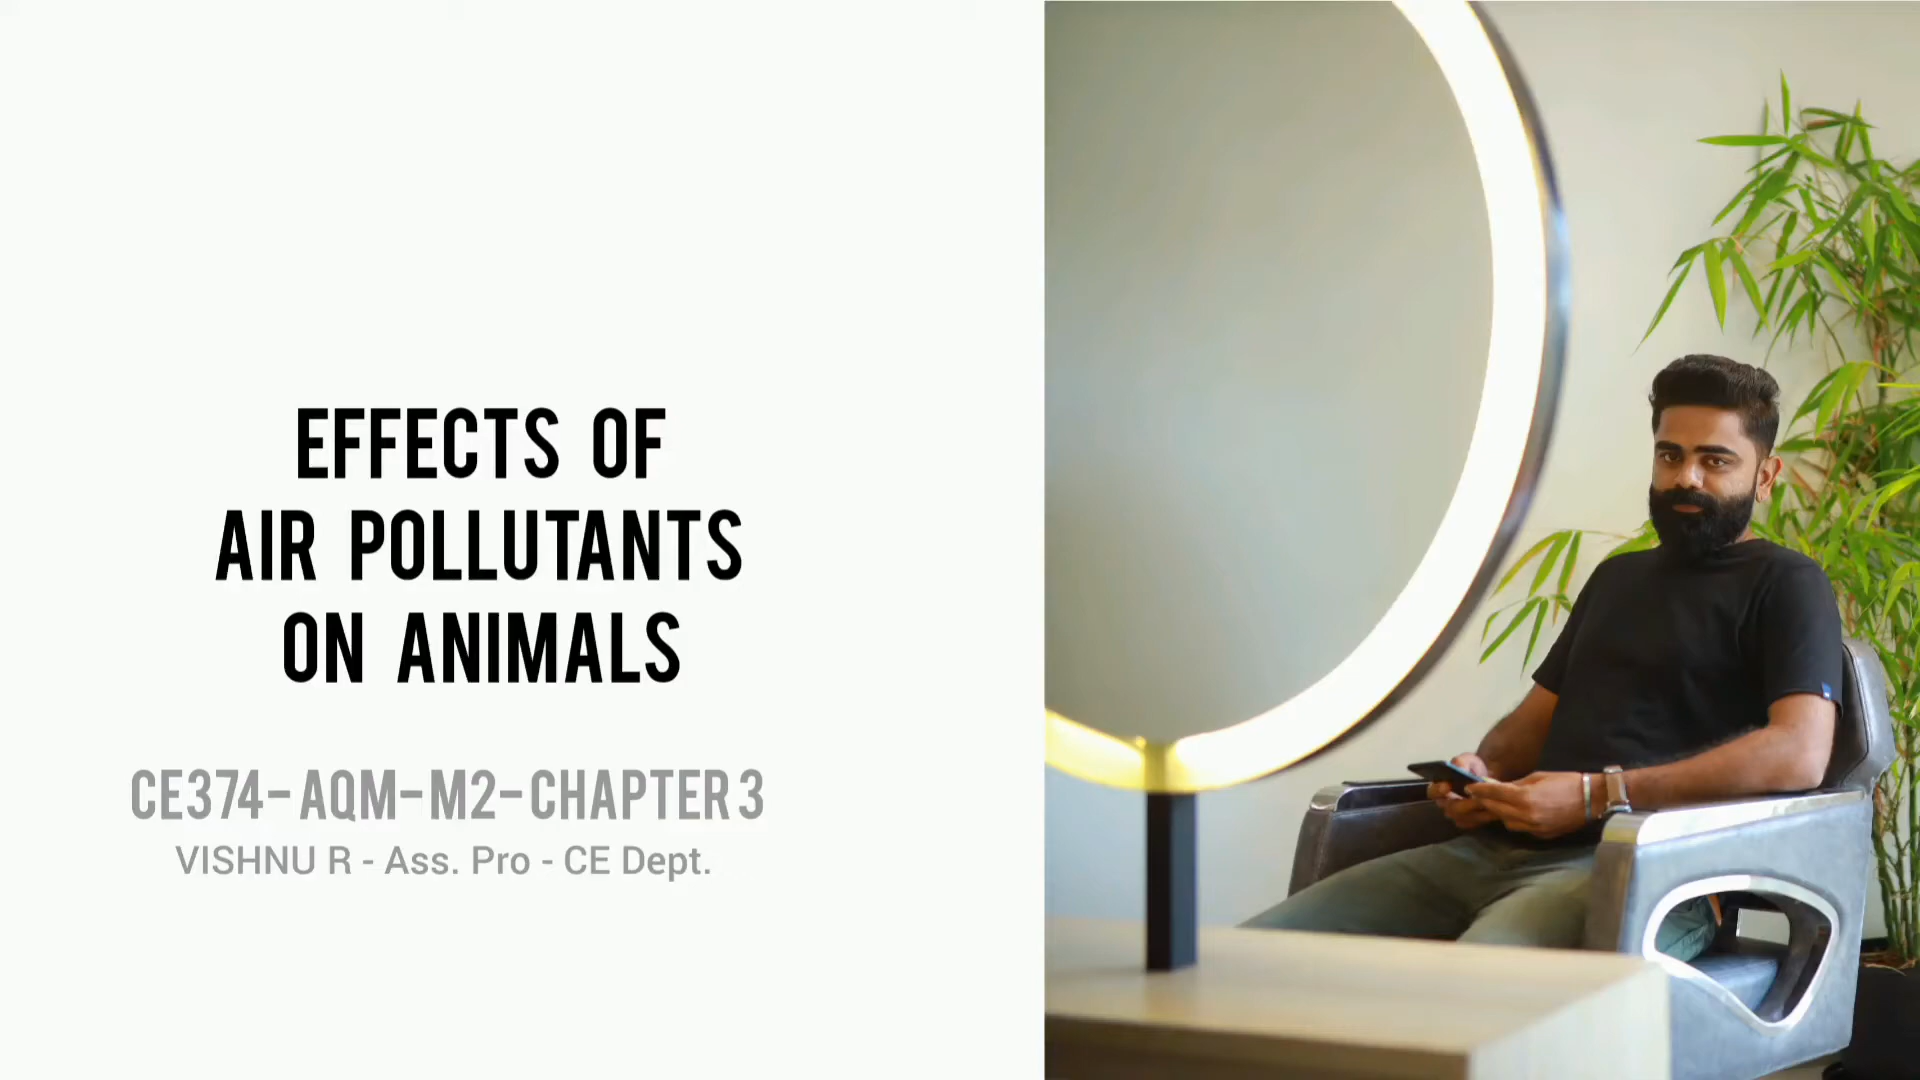 EFFECTS OF
AIR POLLUTANTS
ON ANIMALS
CE374-AQM-M2-CHAPTER 3
VISHNU R - Ass. Pro - CE Dept.